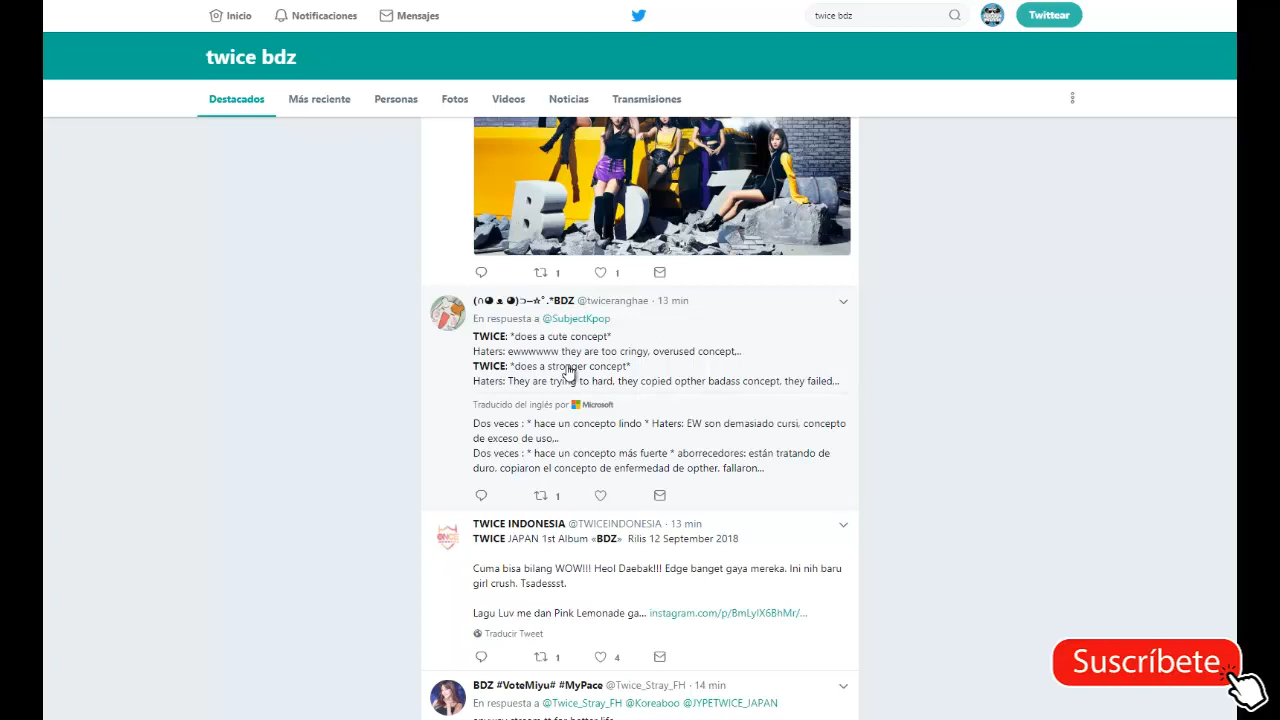 Inicio
Notificaciones
Mensajes
twice bdz
Twittear
twice bdz
Destacados
Más reciente
Personas
Fotos
Videos
Noticias
Transmisiones
BDZ
1
1
*BDZ @twiceranghae · 13 min
En respuesta a @SubjectKpop
TWICE: *does a cute concept*
Haters: ewwwwww they are too cringy, overused concept,..
TWICE: *does a stronger concept*
Haters: They are trying to hard, they copied opther badass concept, they failed...
Traducido del inglés por Microsoft
Dos veces : * hace un concepto lindo * Haters: EW son demasiado cursi, concepto
de exceso de uso,..
Dos veces : * hace un concepto más fuerte * aborrecedores: están tratando de
duro, copiaron el concepto de enfermedad de opther, fallaron...
1
TWICE INDONESIA @TWICEINDONESIA · 13 min
TWICE JAPAN 1st Album «BDZ» Rilis 12 September 2018
Cuma bisa bilang WOW!!! Heol Daebak!!! Edge banget gaya mereka. Ini nih baru
girl crush. Tsadessst.
Lagu Luv me dan Pink Lemonade ga... instagram.com/p/BmLylX6BhMr/...
Traducir Tweet
1
4
BDZ #VoteMiyu# #MyPace @Twice_Stray_FH · 14 min
En respuesta a @Twice_Stray_FH @Koreaboo @JYPETWICE_JAPAN
Suscríbete